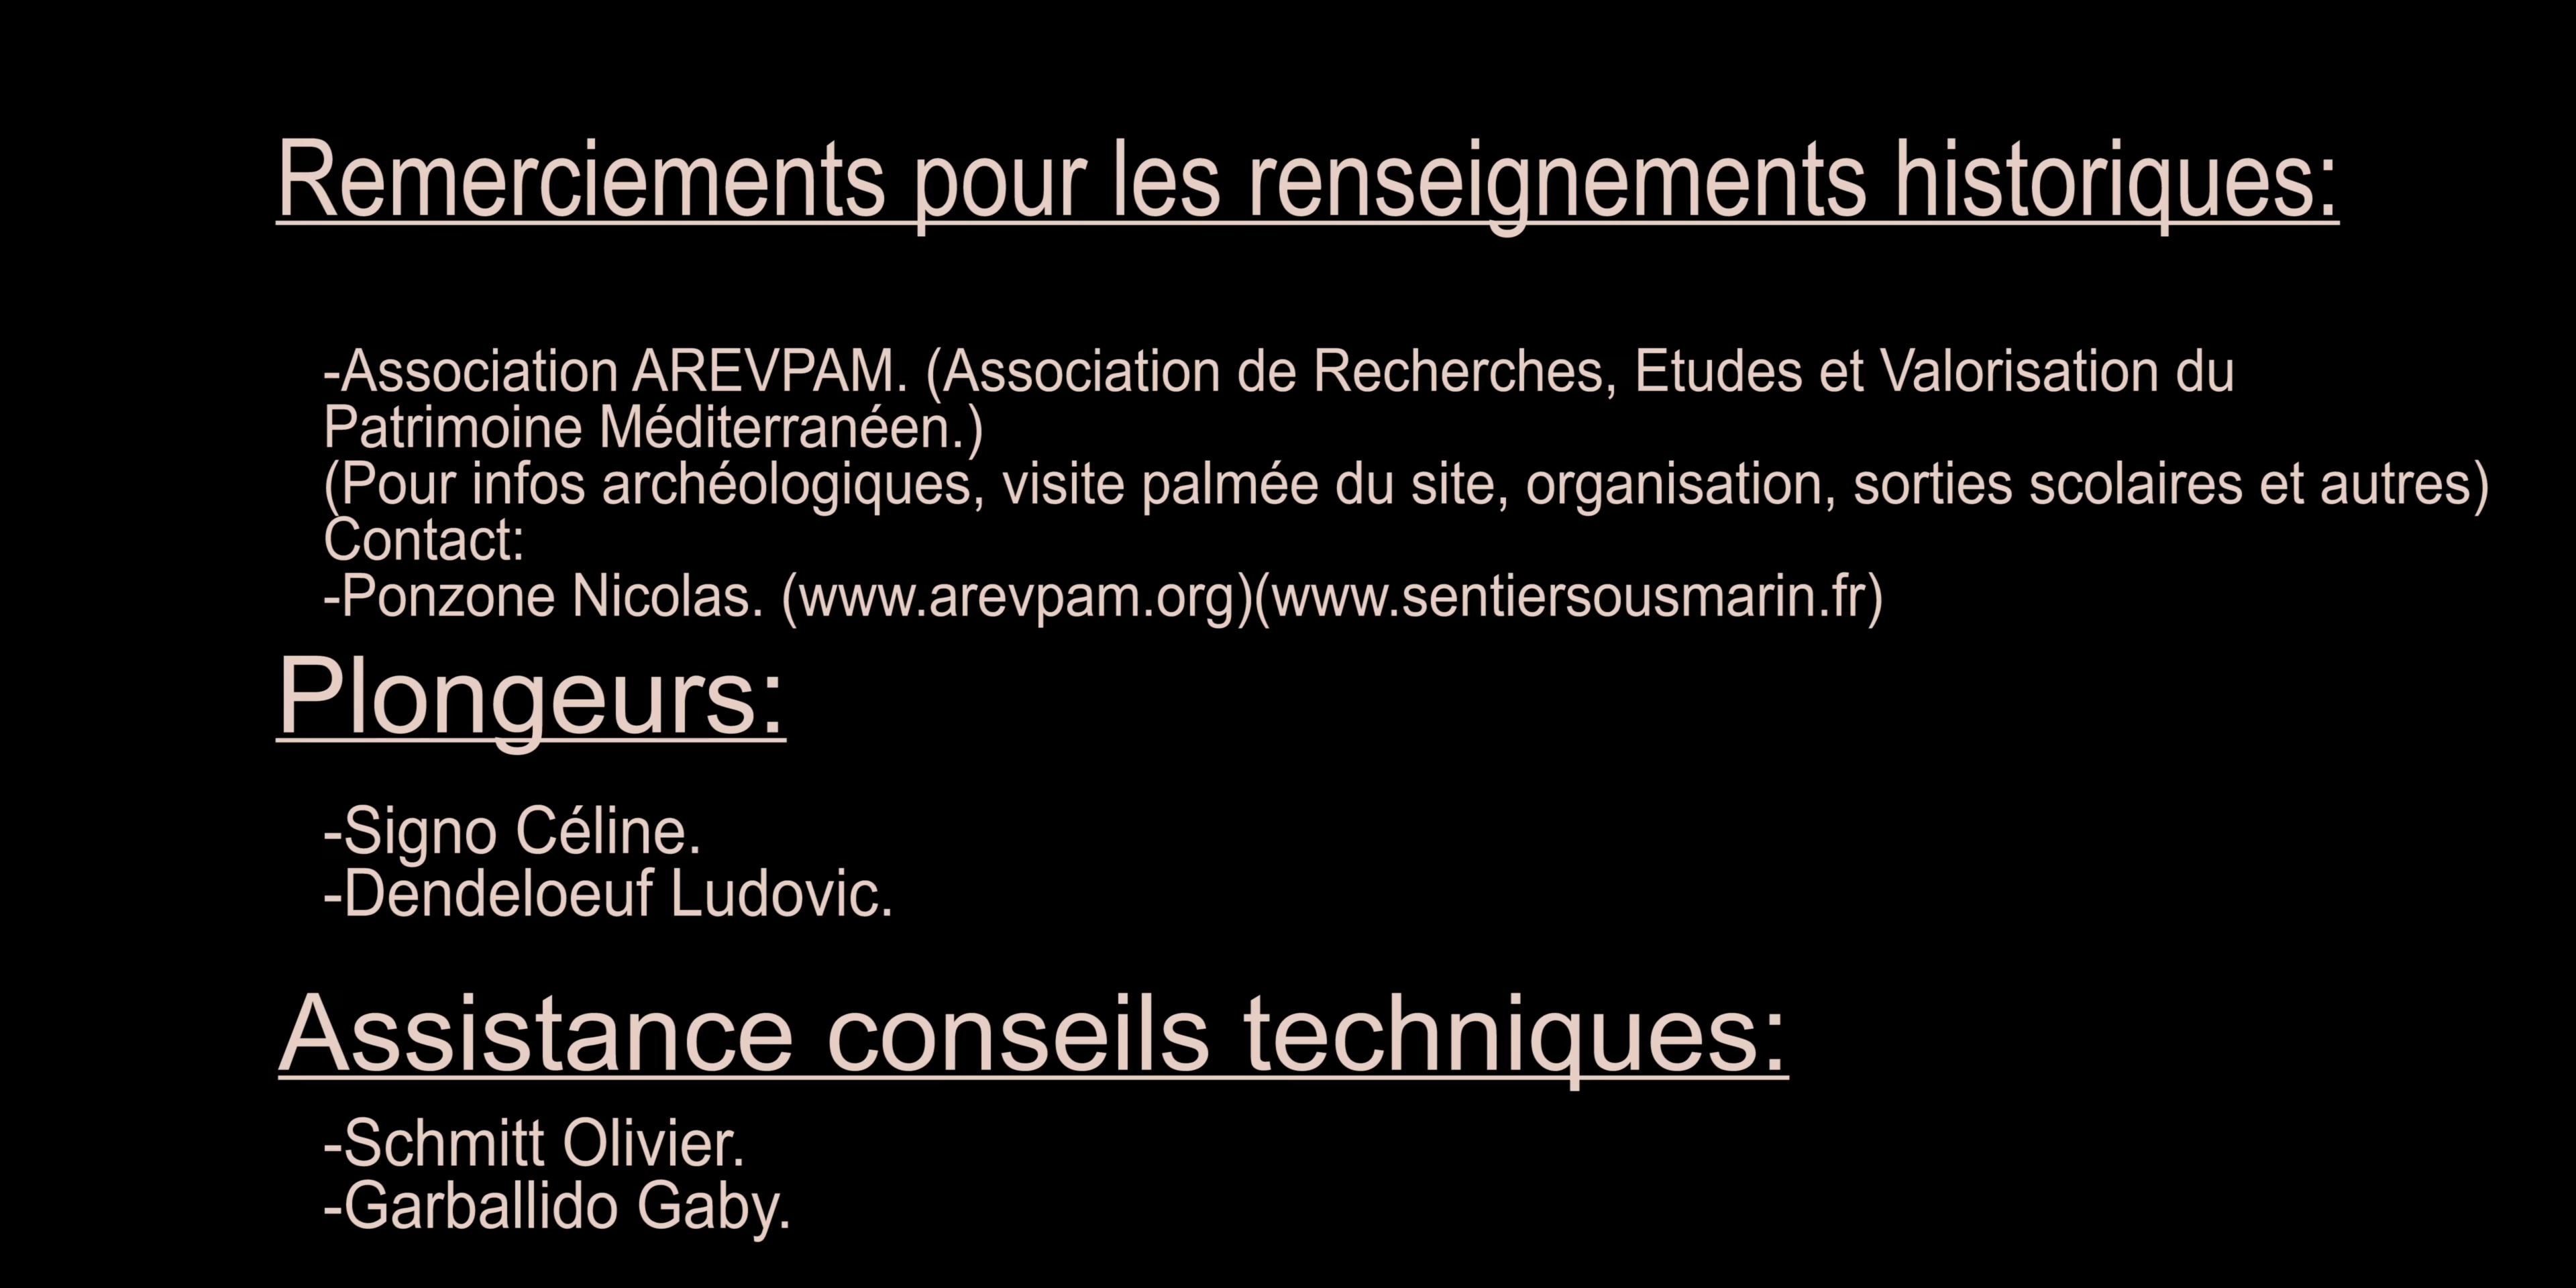 Remerciements pour les renseignements historiques:
-Association AREVPAM. (Association de Recherches, Etudes et Valorisation du
Patrimoine Méditerranéen.)
(Pour infos archéologiques, visite palmée du site, organisation, sorties scolaires et autres)
Contact:
-Ponzone Nicolas. (www.arevpam.org)(www.sentiersousmarin.fr)
Plongeurs:
-Signo Céline.
-Dendeloeuf Ludovic.
Assistance conseils techniques:
-Schmitt Olivier.
-Garballido Gaby.